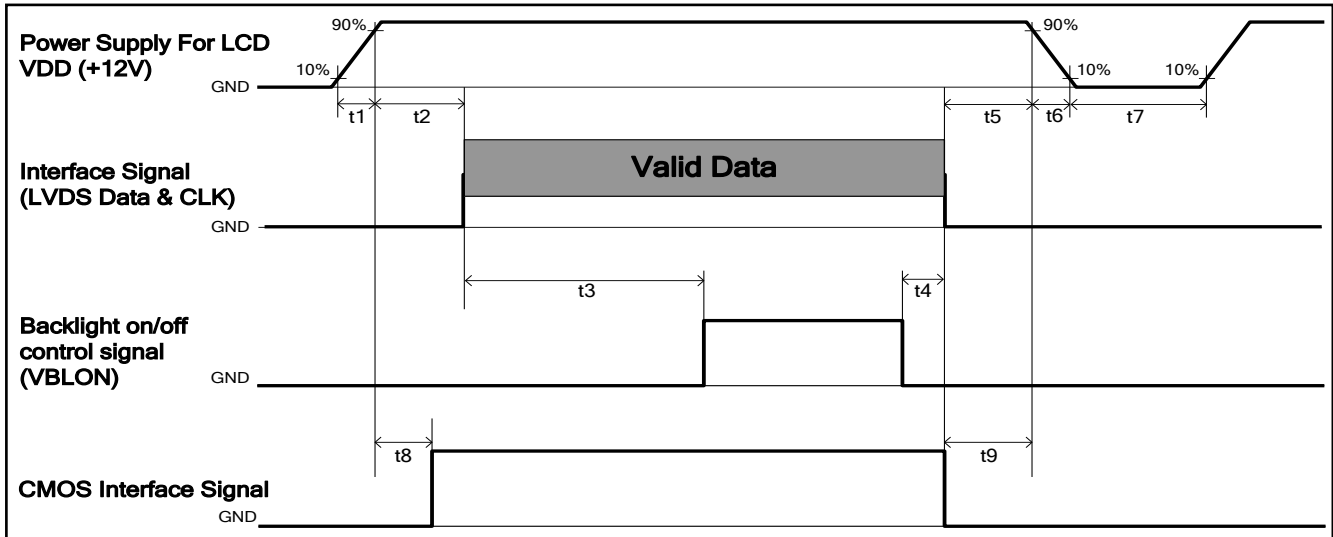 Power Supply For LCD
VDD (+12V)
90%
10%
GND
t1
t2
90%
10%
10%
t5
t6
t7
Interface Signal
(LVDS Data & CLK)
GND
Valid Data
t3
t4
Backlight on/off
control signal
(VBLON)
GND
t8
t9
CMOS Interface Signal
GND